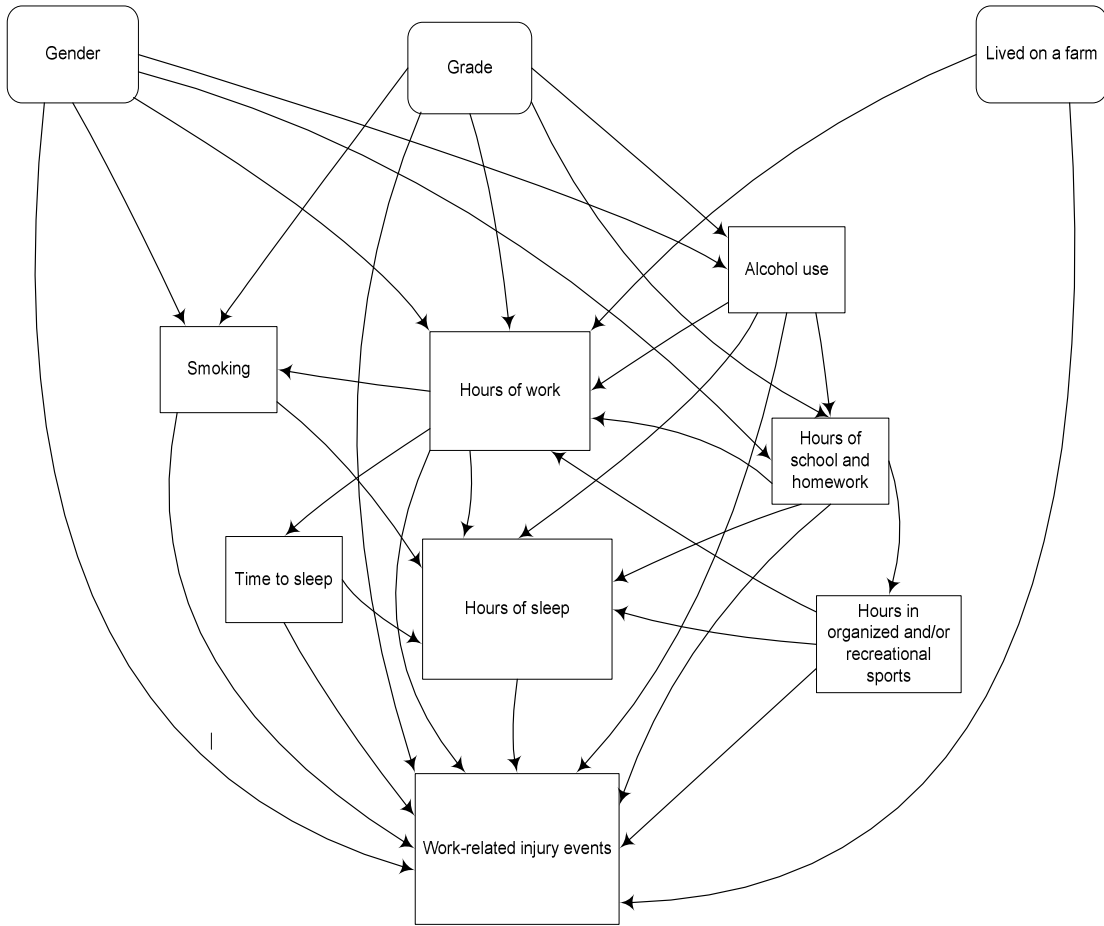 Gender
Grade
Lived on a farm
Alcohol use
Smoking
Hours of work
Hours of
school and
homework
Time to sleep
Hours of sleep
Hours in
organized and/or
recreational
sports
Work-related injury events